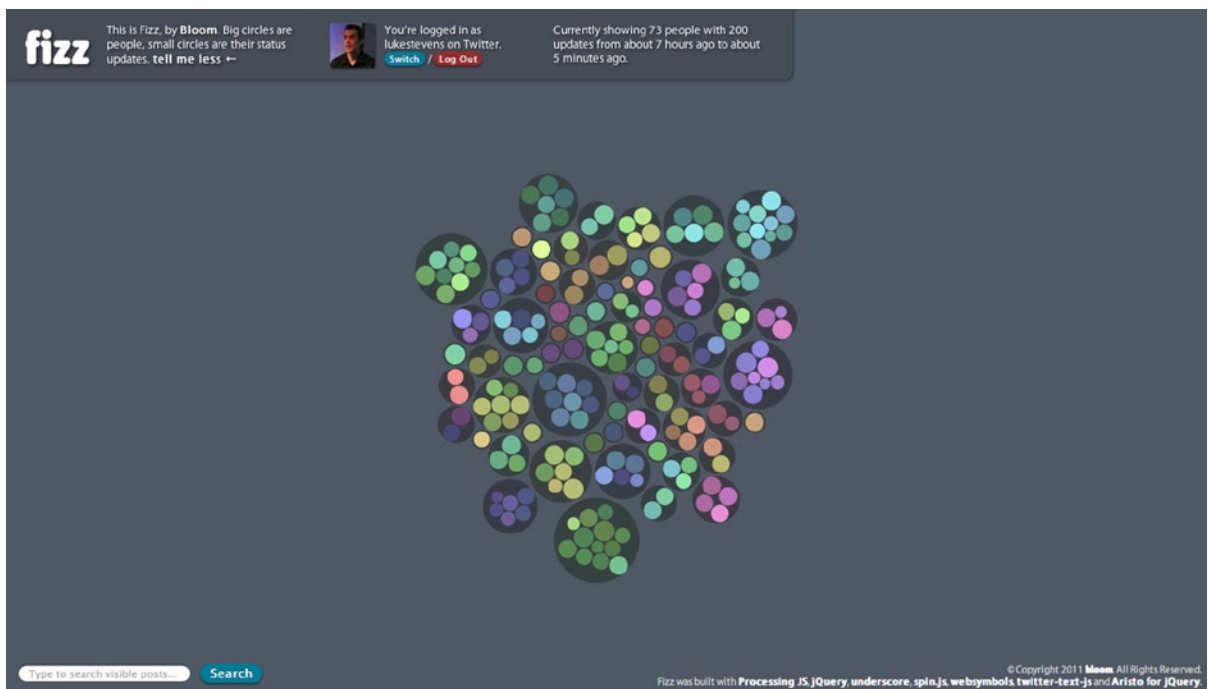 fizz
This is Fizz, by Bloom. Big circles are
people, small circles are their status
updates. tell me less ←
You're logged in as
lukestevens on Twitter.
Switch / Log Out
Currently showing 73 people with 200
updates from about 7 hours ago to about
5 minutes ago.
Type to search visible posts...
Search
©Copyright 2011 bloom. All Rights Reserved.
Fizz was built with Processing JS, jQuery, underscore, spin.js, websymbols, twitter-text-js and Aristo for jQuery.